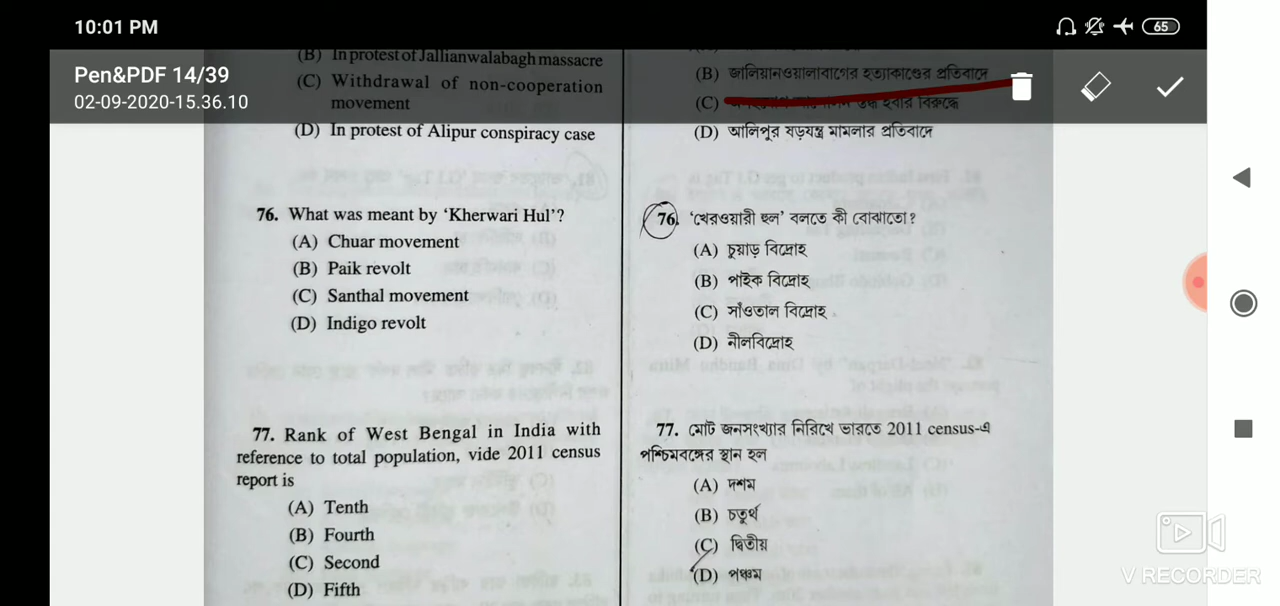 10:01 PM
65
Pen&PDF 14/39
02-09-2020-15.36.10
(B) In protest of Jallianwalabagh massacre
(C) Withdrawal of non-cooperation
movement
(D) In protest of Alipur conspiracy case
76. What was meant by ‘Kherwari Hul’?
(A) Chuar movement
(B) Paik revolt
(C) Santhal movement
(D) Indigo revolt
77. Rank of West Bengal in India with
reference to total population, vide 2011 census
report is
(A) Tenth
(B) Fourth
(C) Second
(D) Fifth
(B) জালিয়ানওয়ালাবাগের হত্যাকাণ্ডের প্রতিবাদে
(C) হবার বিরুদ্ধে
(D) আলিপুর ষড়যন্ত্র মামলার প্রতিবাদে
76. ‘খেরওয়ারী হুল’ বলতে কী বোঝাতো?
(A) চুয়াড় বিদ্রোহ
(B) পাইক বিদ্রোহ
(C) সাঁওতাল বিদ্রোহ
(D) নীলবিদ্রোহ
77. মোট জনসংখ্যার নিরিখে ভারতে 2011 census-এ
পশ্চিমবঙ্গের স্থান হল
(A) দশম
(B) চতুর্থ
(C) দ্বিতীয়
(D) পঞ্চম
V RECORDER